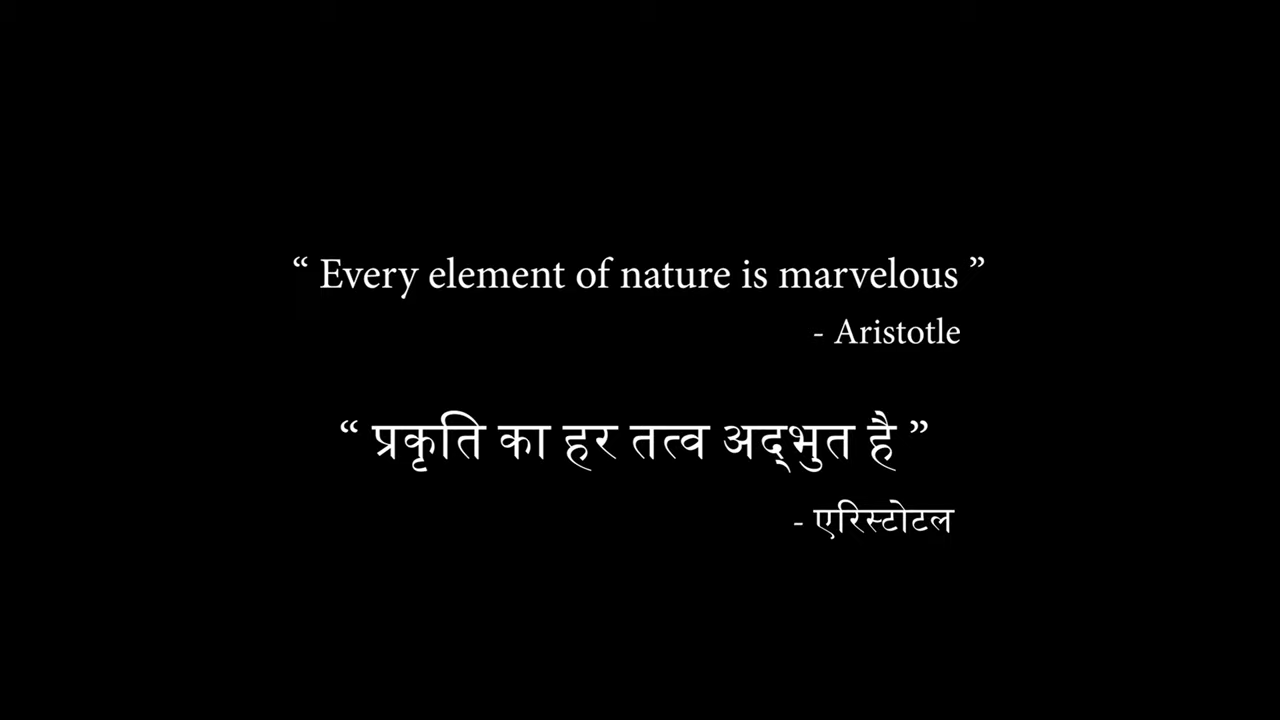 “ Every element of nature is marvelous ”
- Aristotle
“ प्रकृति का हर तत्व अद्‌भुत है ”
- एरिस्टोटल